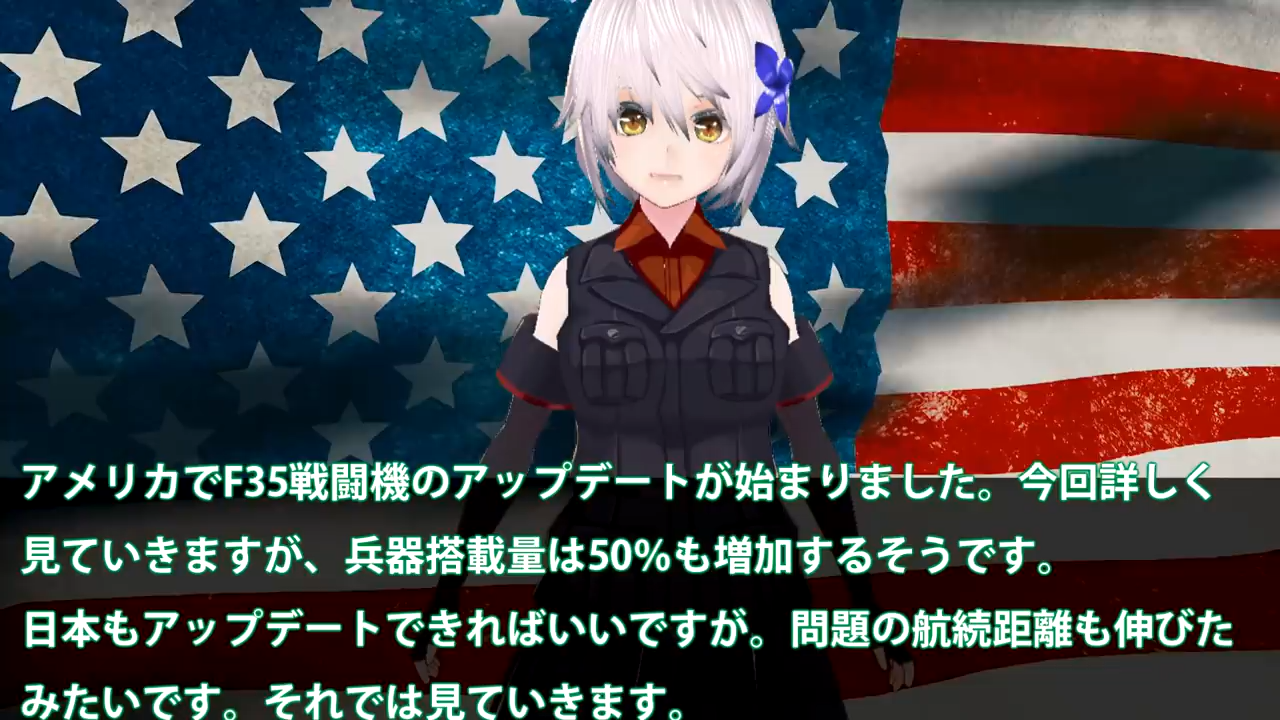 アメリカでF35戦闘機のアップデートが始まりました。今回詳しく
見ていきますが、兵器搭載量は50%も増加するそうです。
日本もアップデートできればいいですが。問題の航続距離も伸びた
みたいです。それでは見ていきます。